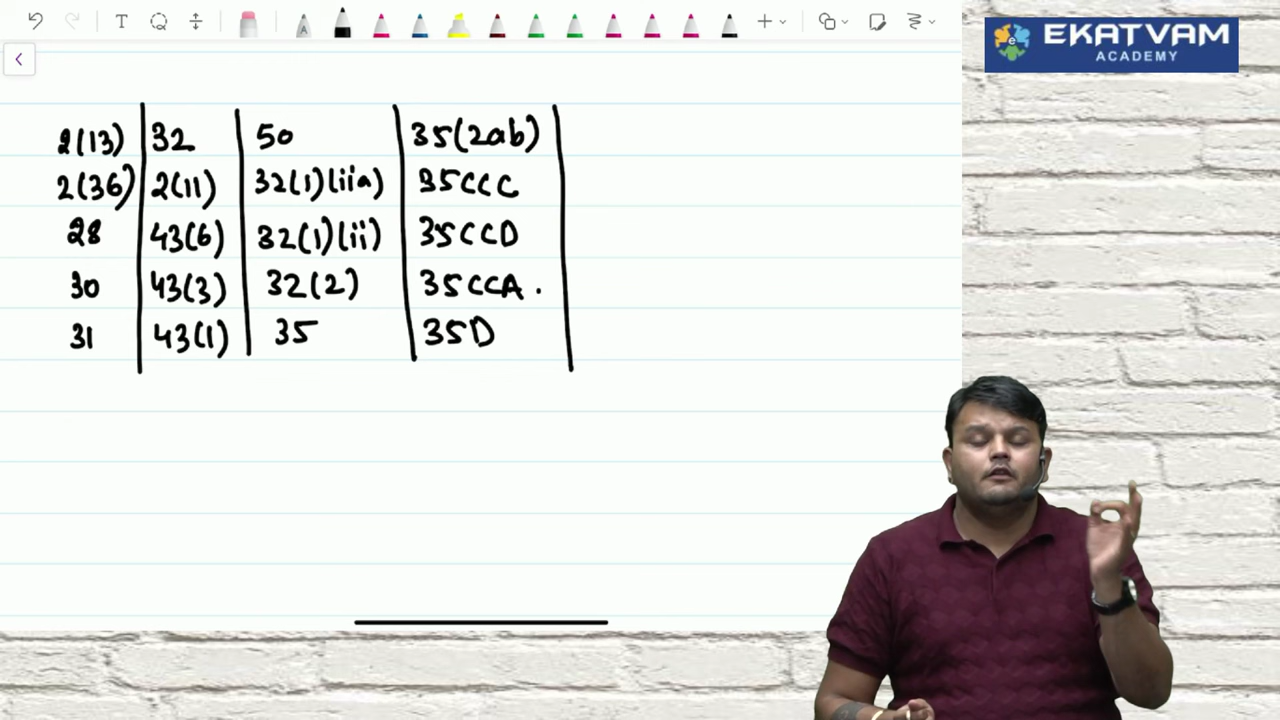 EKATVAM
ACADEMY
2(13) 32 50 35(2ab)
2(36) 2(11) 32(1)(iia) 35CCC
28 43(6) 32(1)(ii) 35CCD
30 43(3) 32(2) 35CCA.
31 43(1) 35 35D